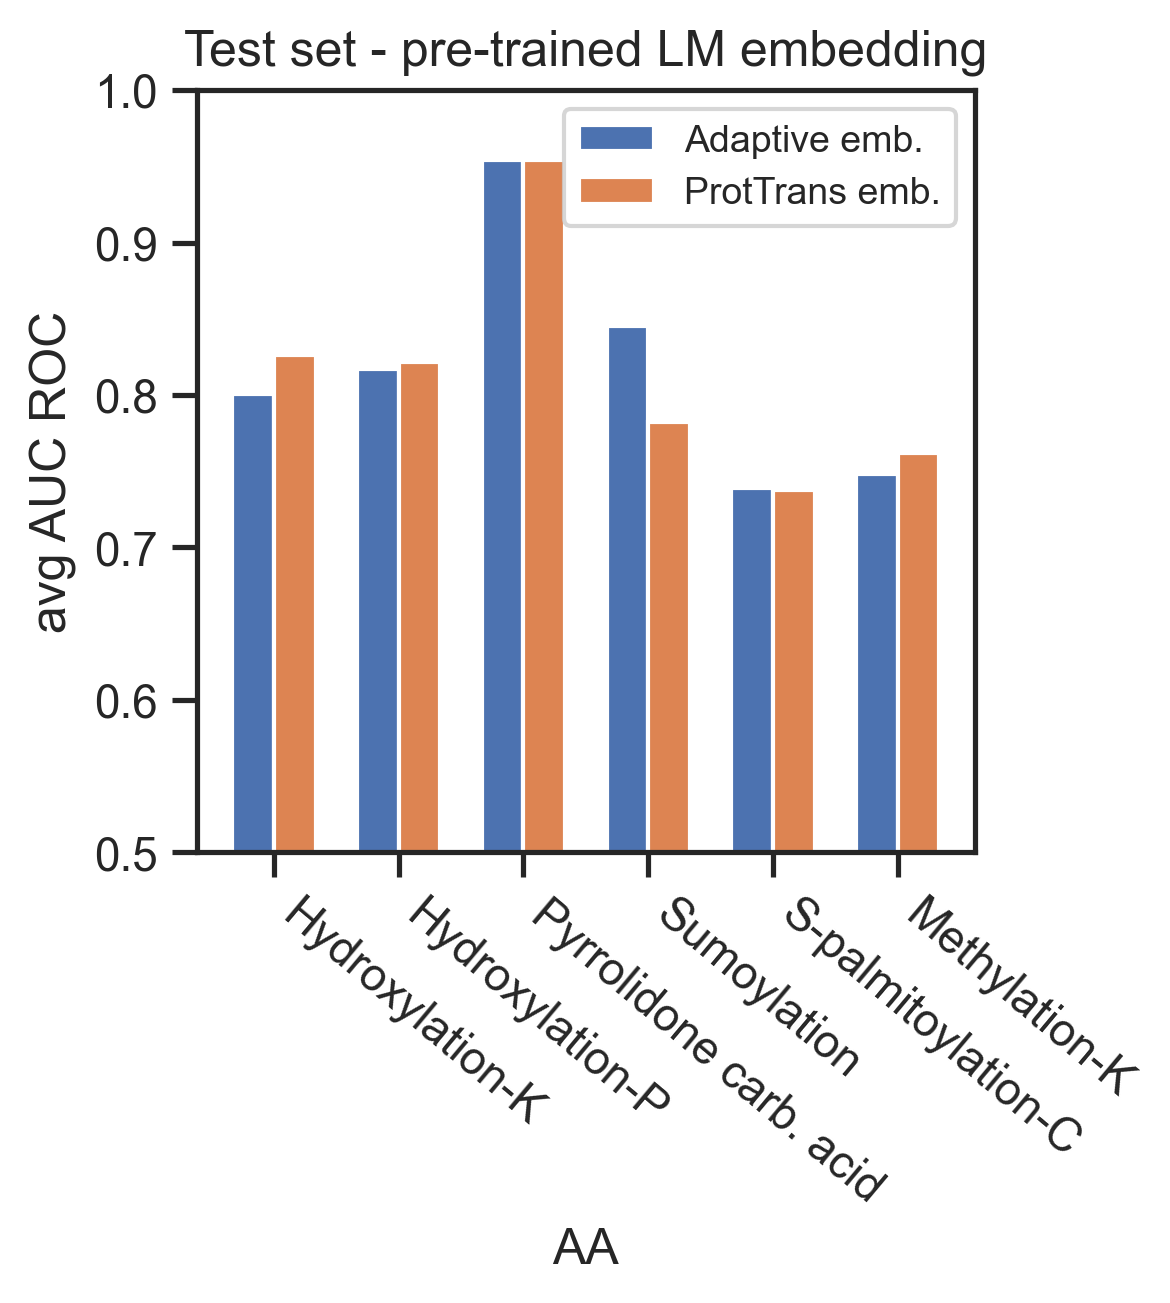 Test set - pre-trained LM embedding
1.0
0.9
0.8
0.7
0.6
0.5
avg AUC ROC
Adaptive emb.
ProtTrans emb.
Hydroxylation-K
Hydroxylation-P
Pyrrolidone carb. acid
Sumoylation
S-palmitoylation-C
Methylation-K
AA